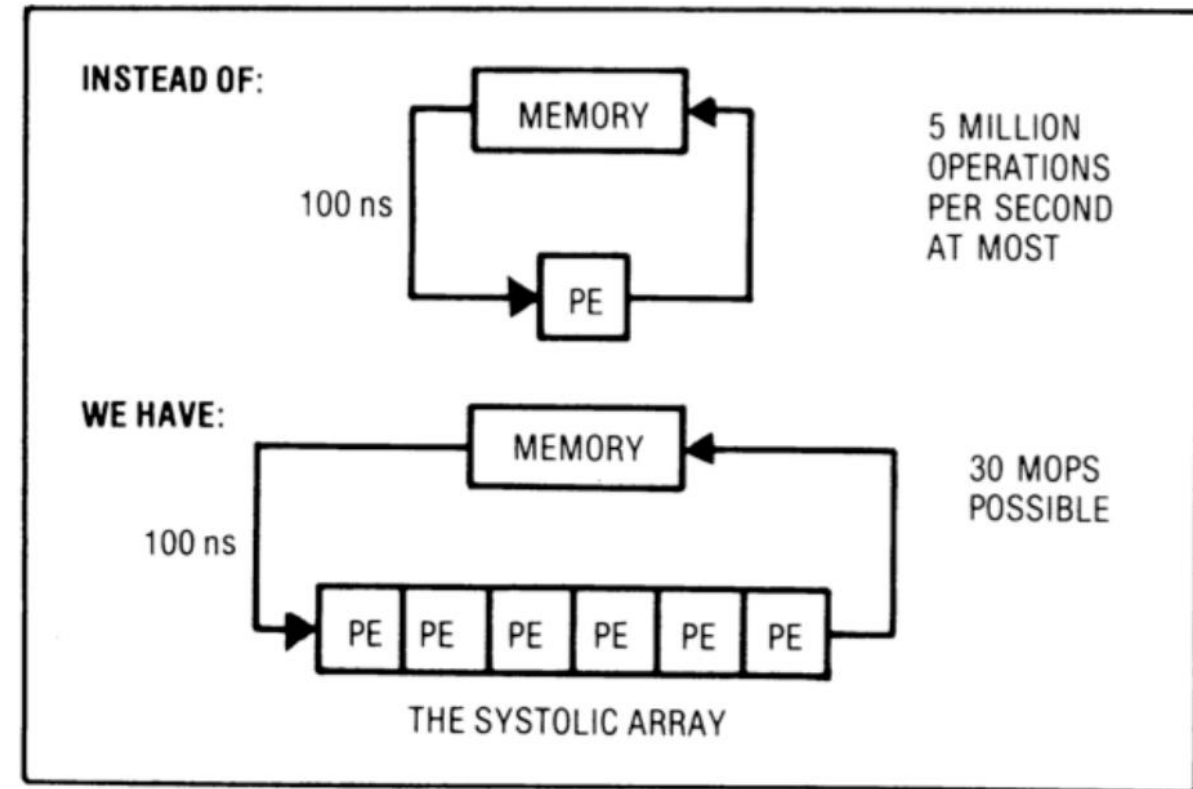 INSTEAD OF:
MEMORY
5 MILLION
OPERATIONS
PER SECOND
AT MOST
100 ns
PE
WE HAVE:
MEMORY
30 MOPS
POSSIBLE
100 ns
PE PE PE PE PE PE
THE SYSTOLIC ARRAY